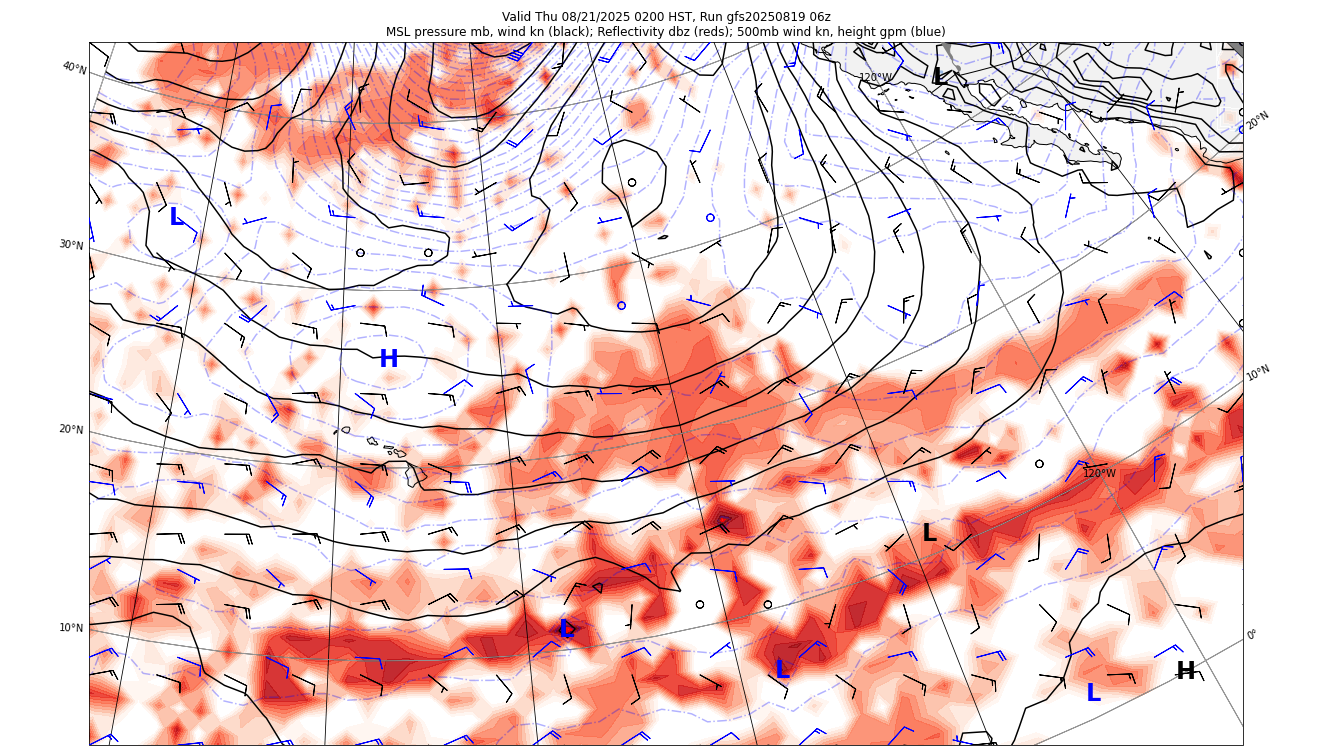 Valid Thu 08/21/2025 0200 HST, Run gfs20250819 06z
MSL pressure mb, wind kn (black); Reflectivity dbz (reds); 500mb wind kn, height gpm (blue)
40°N
120°W
L
20°N
L
30°N
H
10°N
20°N
120°W
L
10°N
L
0°
L
H
L